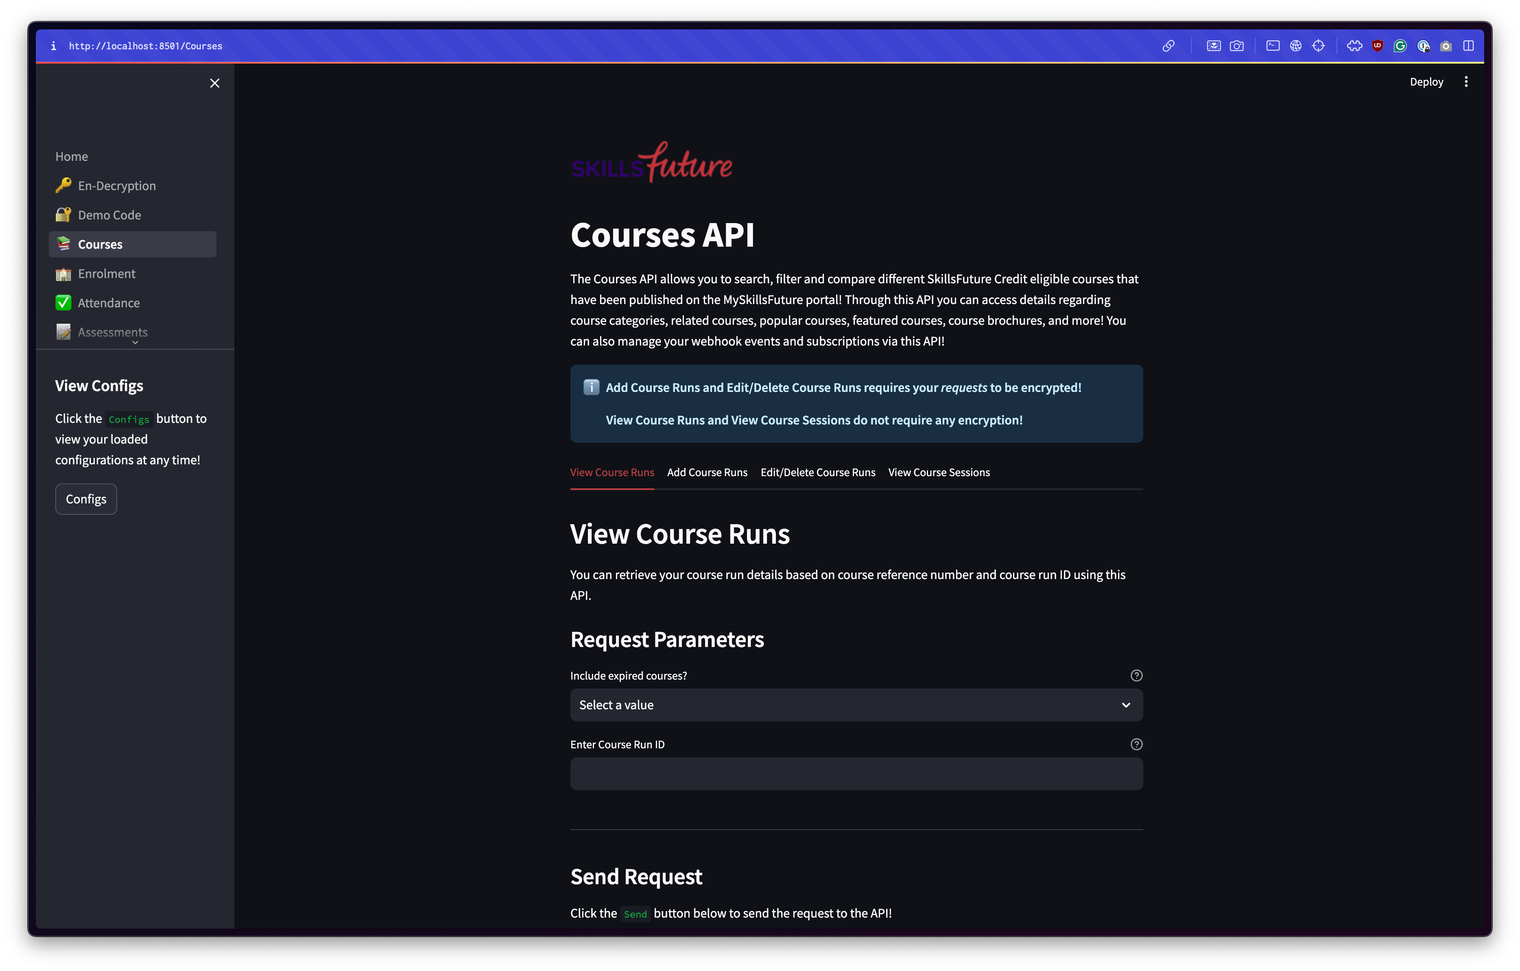 http://localhost:8501/Courses
Deploy
Home
En-Decryption
Demo Code
Courses
Enrolment
Attendance
Assessments
View Configs
Click the Configs button to
view your loaded
configurations at any time!
Configs
SKILLSfuture
Courses API
The Courses API allows you to search, filter and compare different SkillsFuture Credit eligible courses that
have been published on the MySkillsFuture portal! Through this API you can access details regarding
course categories, related courses, popular courses, featured courses, course brochures, and more! You
can also manage your webhook events and subscriptions via this API!
Add Course Runs and Edit/Delete Course Runs requires your requests to be encrypted!
View Course Runs and View Course Sessions do not require any encryption!
View Course Runs Add Course Runs Edit/Delete Course Runs View Course Sessions
View Course Runs
You can retrieve your course run details based on course reference number and course run ID using this
API.
Request Parameters
Include expired courses?
Select a value
Enter Course Run ID
Send Request
Click the Send button below to send the request to the API!